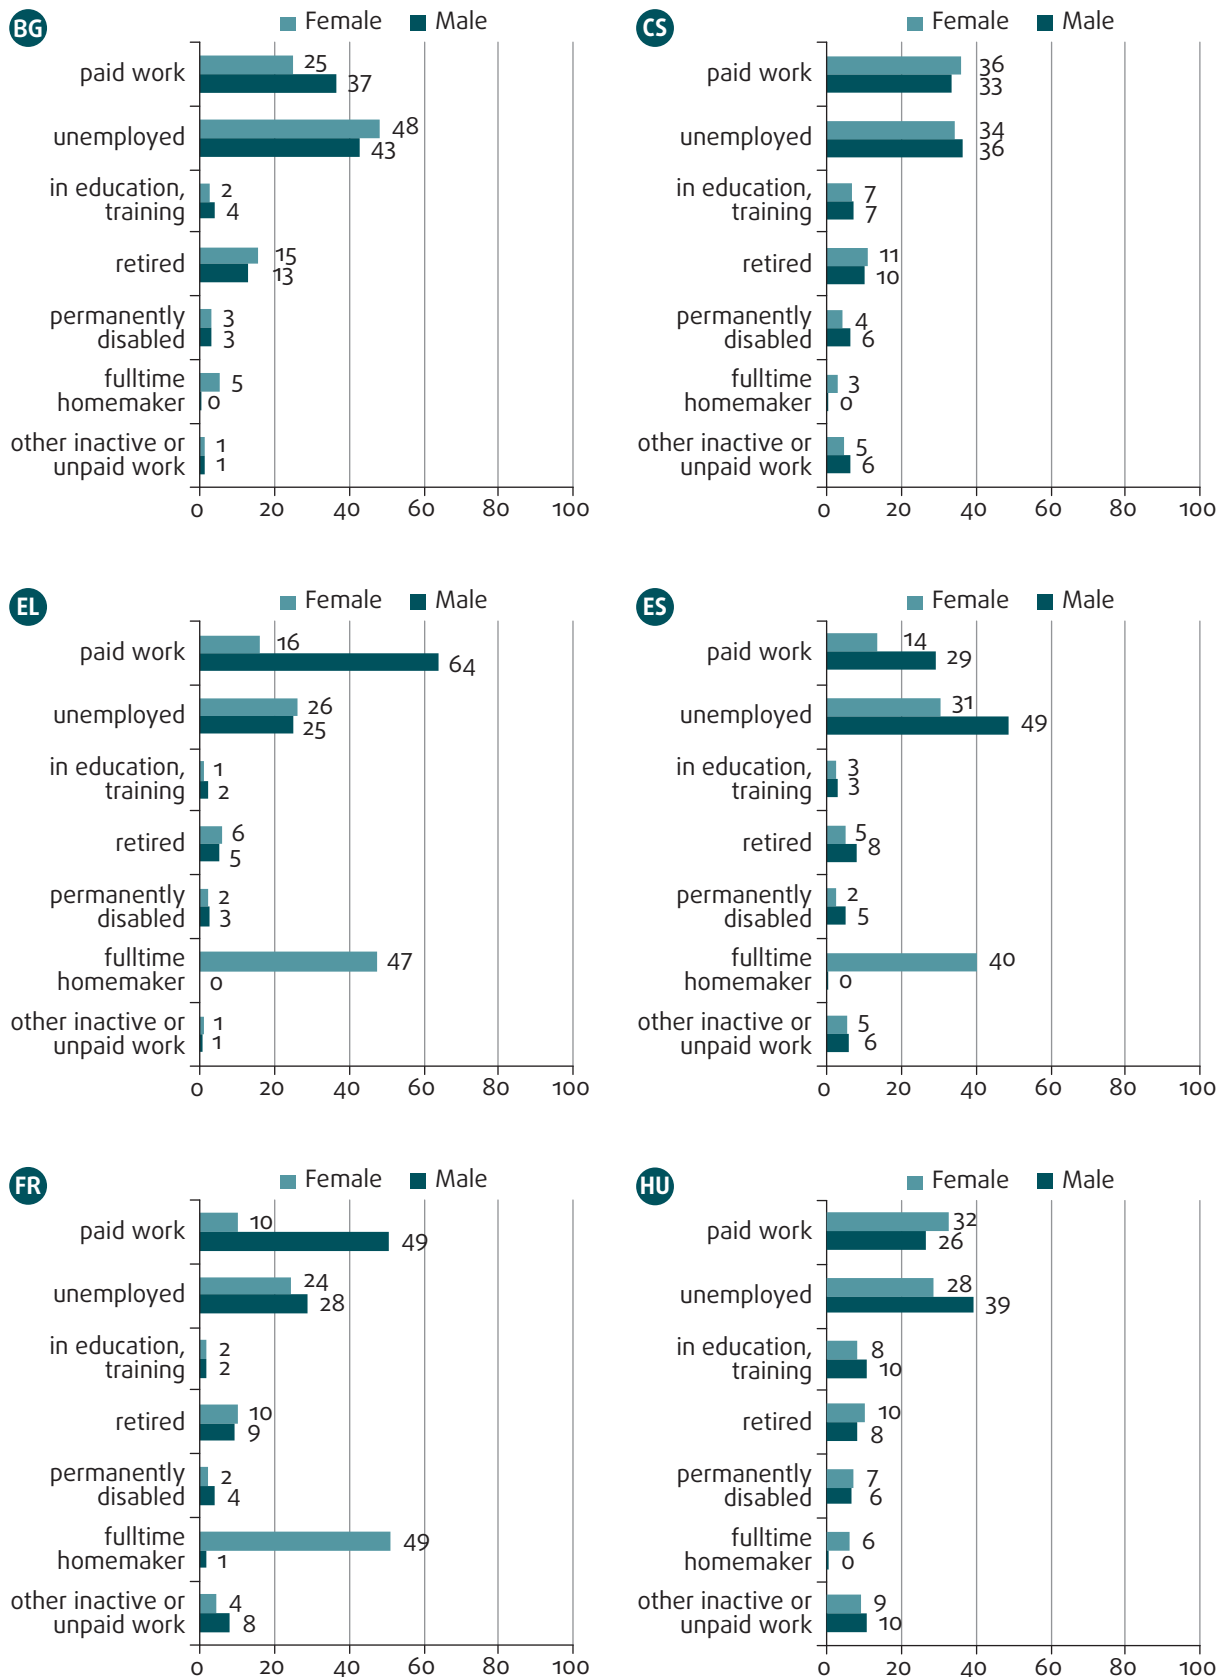 BG
Female Male
paid work
25
37
unemployed
48
43
in education,
training
2
4
retired
15
13
permanently
disabled
3
3
fulltime
homemaker
5
0
other inactive or
unpaid work
1
1
0 20 40 60 80 100
CS
Female Male
paid work
36
33
unemployed
34
36
in education,
training
7
7
retired
11
10
permanently
disabled
4
6
fulltime
homemaker
3
0
other inactive or
unpaid work
5
6
0 20 40 60 80 100
EL
Female Male
paid work
16
64
unemployed
26
25
in education,
training
1
2
retired
6
5
permanently
disabled
2
3
fulltime
homemaker
47
0
other inactive or
unpaid work
1
1
0 20 40 60 80 100
ES
Female Male
paid work
14
29
unemployed
31
49
in education,
training
3
3
retired
5
8
permanently
disabled
2
5
fulltime
homemaker
40
0
other inactive or
unpaid work
5
6
0 20 40 60 80 100
FR
Female Male
paid work
10
49
unemployed
24
28
in education,
training
2
2
retired
10
9
permanently
disabled
2
4
fulltime
homemaker
49
1
other inactive or
unpaid work
4
8
0 20 40 60 80 100
HU
Female Male
paid work
32
26
unemployed
28
39
in education,
training
8
10
retired
10
8
permanently
disabled
7
6
fulltime
homemaker
6
0
other inactive or
unpaid work
9
10
0 20 40 60 80 100